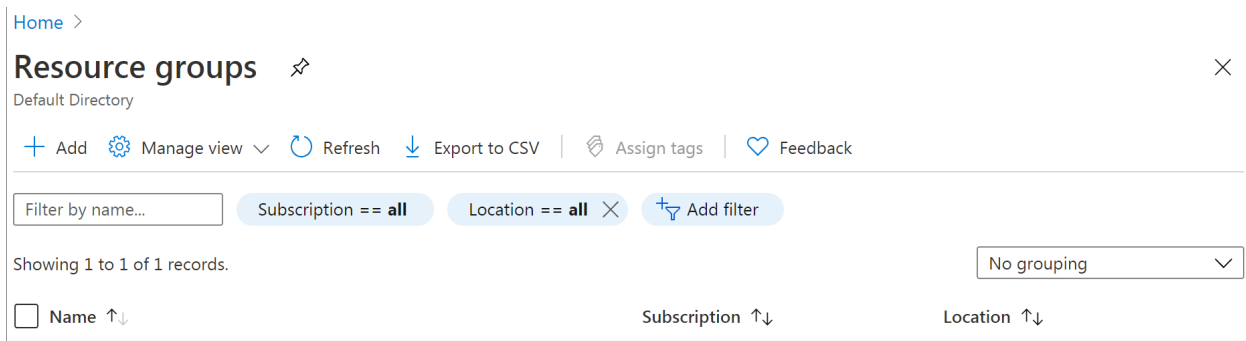 Home >
Resource groups
Default Directory
Add Manage view Refresh Export to CSV Assign tags Feedback
Filter by name... Subscription == all Location == all Add filter
Showing 1 to 1 of 1 records. No grouping
Name Subscription Location